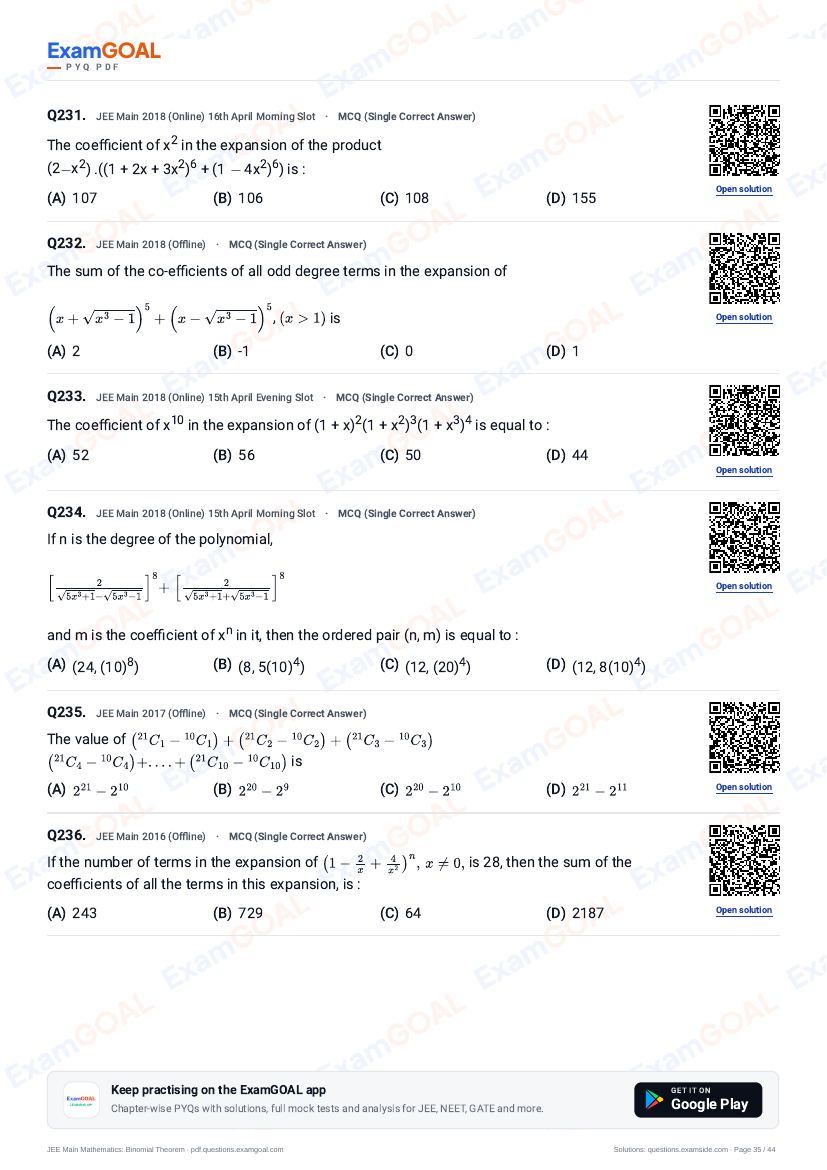 ExamGOAL
PYQ PDF
Q231. JEE Main 2018 (Online) 16th April Morning Slot · MCQ (Single Correct Answer)
The coefficient of x² in the expansion of the product
(2−x²) .((1 + 2x + 3x²)⁶ + (1 − 4x²)⁶) is :
(A) 107 (B) 106 (C) 108 (D) 155
Open solution
Q232. JEE Main 2018 (Offline) · MCQ (Single Correct Answer)
The sum of the co-efficients of all odd degree terms in the expansion of
(x + √(x³ − 1))⁵ + (x − √(x³ − 1))⁵, (x > 1) is
(A) 2 (B) -1 (C) 0 (D) 1
Open solution
Q233. JEE Main 2018 (Online) 15th April Evening Slot · MCQ (Single Correct Answer)
The coefficient of x¹⁰ in the expansion of (1 + x)²(1 + x²)³(1 + x³)⁴ is equal to :
(A) 52 (B) 56 (C) 50 (D) 44
Open solution
Q234. JEE Main 2018 (Online) 15th April Morning Slot · MCQ (Single Correct Answer)
If n is the degree of the polynomial,
[2/(√(5x³+1)−√(5x³−1))]⁸ + [2/(√(5x³+1)+√(5x³−1))]⁸
and m is the coefficient of xⁿ in it, then the ordered pair (n, m) is equal to :
(A) (24, (10)⁸) (B) (8, 5(10)⁴) (C) (12, (20)⁴) (D) (12, 8(10)⁴)
Open solution
Q235. JEE Main 2017 (Offline) · MCQ (Single Correct Answer)
The value of (²¹C₁ − ¹⁰C₁) + (²¹C₂ − ¹⁰C₂) + (²¹C₃ − ¹⁰C₃)
(²¹C₄ − ¹⁰C₄)+.... + (²¹C₁₀ − ¹⁰C₁₀) is
(A) 2²¹ − 2¹⁰ (B) 2²⁰ − 2⁹ (C) 2²⁰ − 2¹⁰ (D) 2²¹ − 2¹¹
Open solution
Q236. JEE Main 2016 (Offline) · MCQ (Single Correct Answer)
If the number of terms in the expansion of (1 − 2/x + 4/x²)ⁿ, x ≠ 0, is 28, then the sum of the
coefficients of all the terms in this expansion, is :
(A) 243 (B) 729 (C) 64 (D) 2187
Open solution
ExamGOAL
Keep practising on the ExamGOAL app
Chapter-wise PYQs with solutions, full mock tests and analysis for JEE, NEET, GATE and more.
GET IT ON
Google Play
JEE Main Mathematics: Binomial Theorem · pdf.questions.examgoal.com
Solutions: questions.examside.com · Page 35 / 44